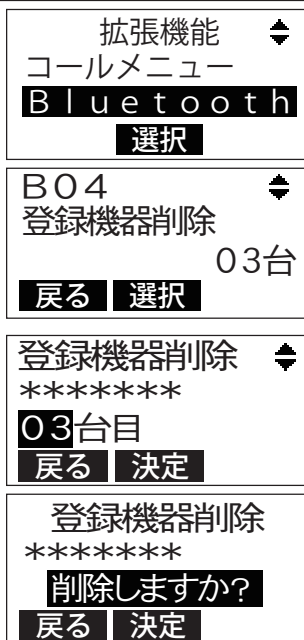 拡張機能
コールメニュー
Bluetooth
選択
B04
登録機器削除
03台
戻る 選択
登録機器削除
*******
03台目
戻る 決定
登録機器削除
*******
削除しますか?
戻る 決定